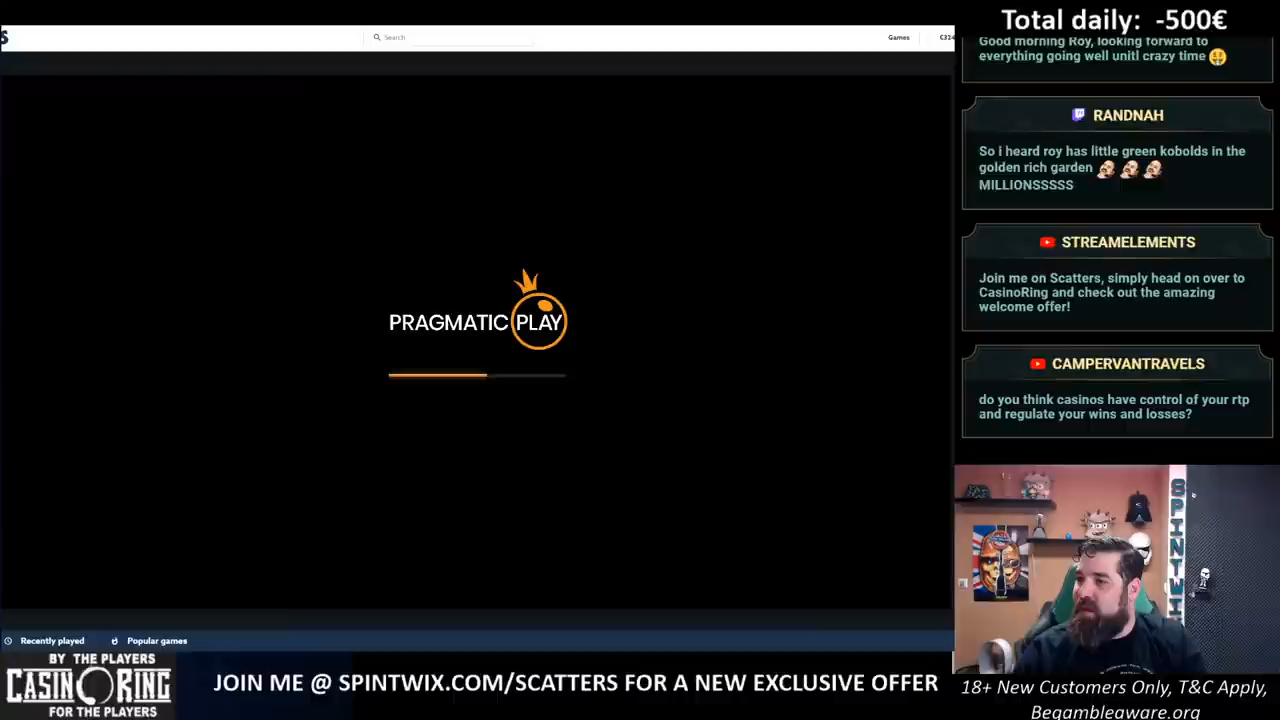 Total daily: -500€
S
Search
Games
€324
Good morning Roy, looking forward to
everything going well unitl crazy time
RANDNAH
So i heard roy has little green kobolds in the
golden rich garden
MILLIONSSSSS
STREAMELEMENTS
Join me on Scatters, simply head on over to
CasinoRing and check out the amazing
welcome offer!
PRAGMATIC PLAY
CAMPERVANTRAVELS
do you think casinos have control of your rtp
and regulate your wins and losses?
SPINTWI
Recently played
Popular games
BY THE PLAYERS
CASINO RING
FOR THE PLAYERS
JOIN ME @ SPINTWIX.COM/SCATTERS FOR A NEW EXCLUSIVE OFFER
18+ New Customers Only, T&C Apply,
Begambleaware.org